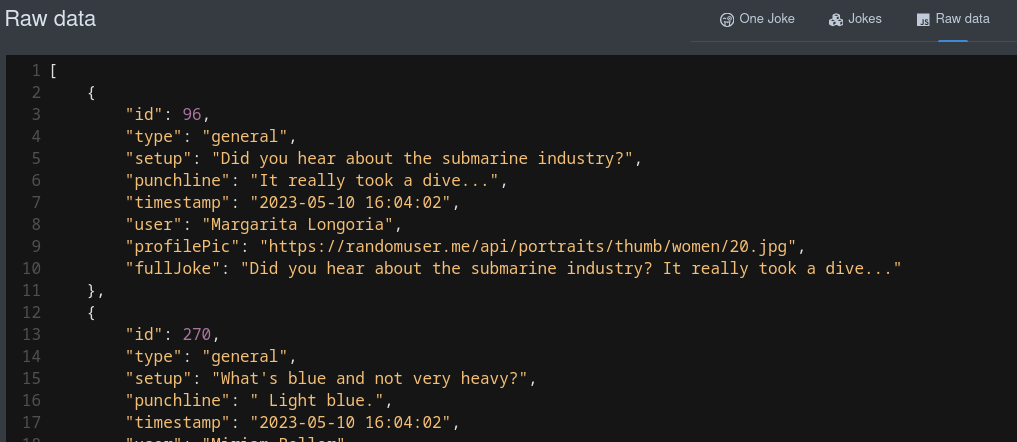 Raw data
One Joke
Jokes
Raw data
1 [
2 {
3 "id": 96,
4 "type": "general",
5 "setup": "Did you hear about the submarine industry?",
6 "punchline": "It really took a dive...",
7 "timestamp": "2023-05-10 16:04:02",
8 "user": "Margarita Longoria",
9 "profilePic": "https://randomuser.me/api/portraits/thumb/women/20.jpg",
10 "fullJoke": "Did you hear about the submarine industry? It really took a dive..."
11 },
12 {
13 "id": 270,
14 "type": "general",
15 "setup": "What's blue and not very heavy?",
16 "punchline": " Light blue.",
17 "timestamp": "2023-05-10 16:04:02",